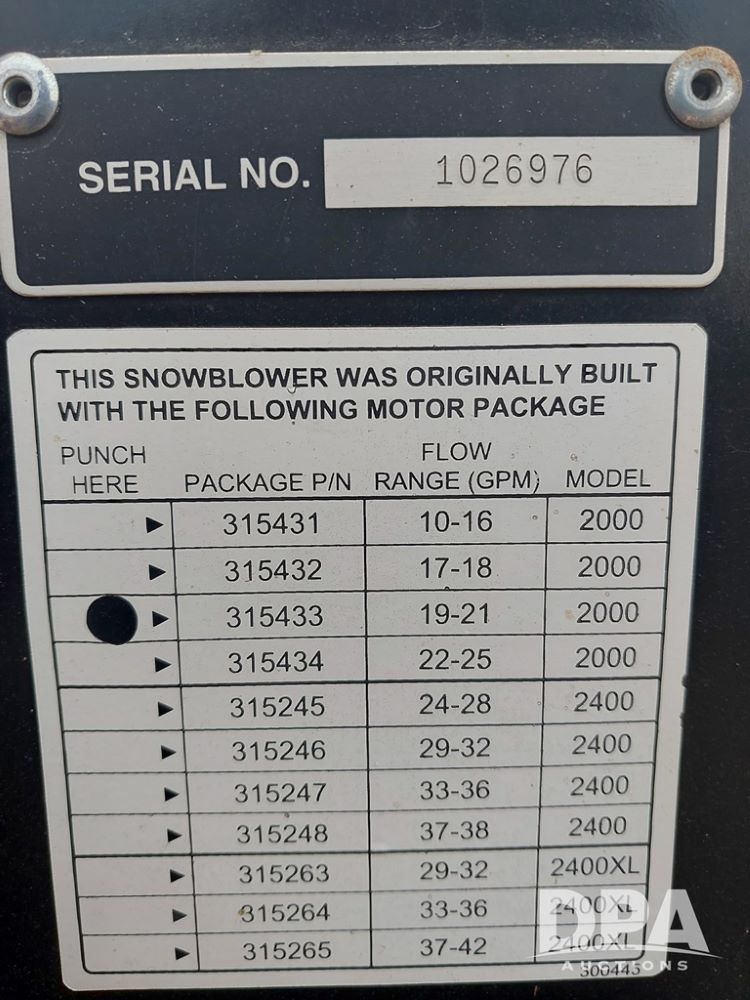 SERIAL NO. 1026976
THIS SNOWBLOWER WAS ORIGINALLY BUILT
WITH THE FOLLOWING MOTOR PACKAGE
PUNCH HERE PACKAGE P/N FLOW RANGE (GPM) MODEL
▶ 315431 10-16 2000
▶ 315432 17-18 2000
▶ 315433 19-21 2000
▶ 315434 22-25 2000
▶ 315245 24-28 2400
▶ 315246 29-32 2400
▶ 315247 33-36 2400
▶ 315248 37-38 2400
▶ 315263 29-32 2400XL
▶ 315264 33-36 2400XL
▶ 315265 37-42 2400XL
DPA
AUCTIONS
300445